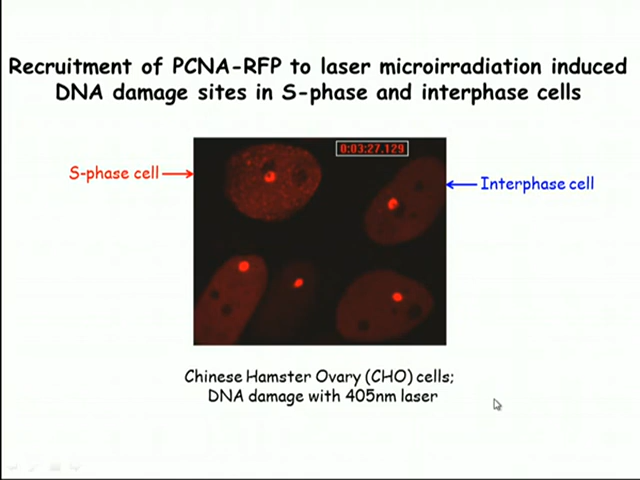 Recruitment of PCNA-RFP to laser microirradiation induced
DNA damage sites in S-phase and interphase cells
0:03:27.129
S-phase cell
Interphase cell
Chinese Hamster Ovary (CHO) cells;
DNA damage with 405nm laser